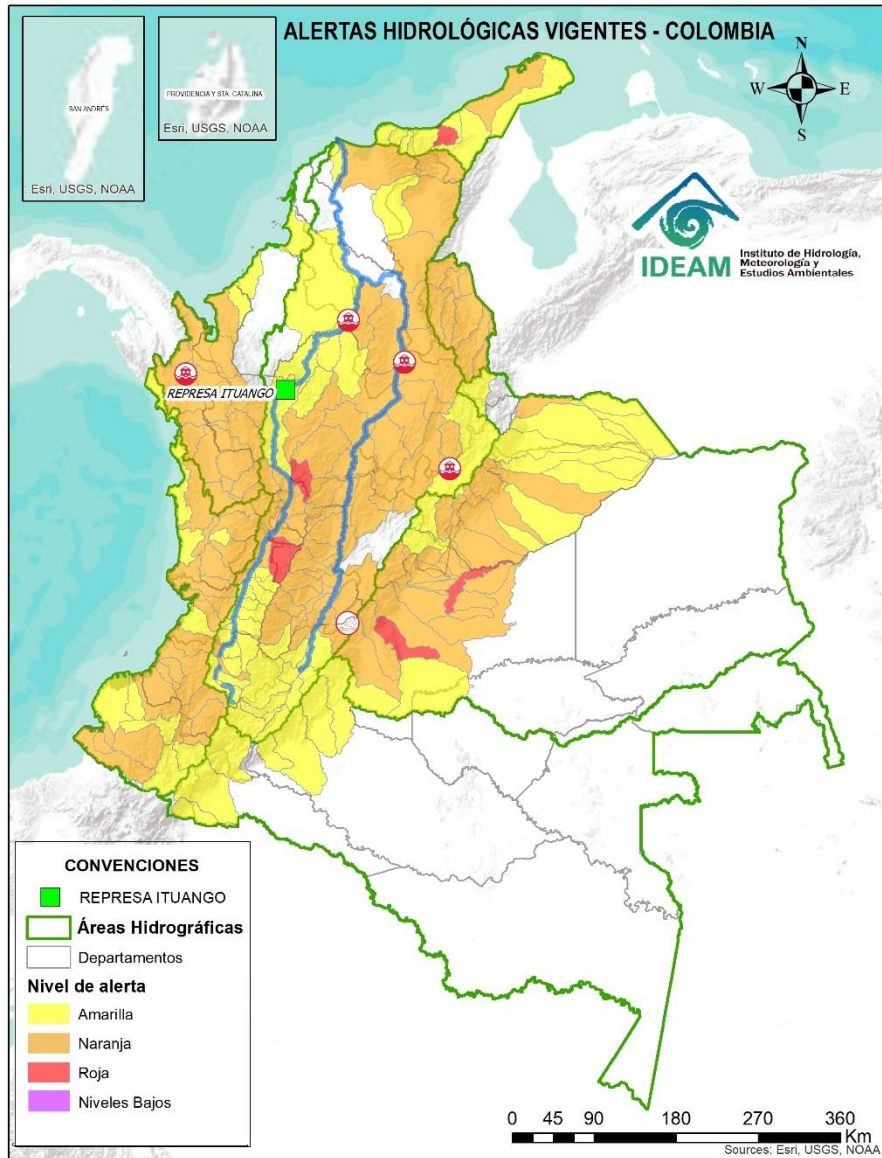 ALERTAS HIDROLÓGICAS VIGENTES - COLOMBIA
SAN ANDRÉS
: Esri, USGS, NOAA
PROVIDENCIA Y STA. CATALINA
Esri, USGS, NOAA
N
W
E
S
IDEAM
Instituto de Hidrología,
Meteorología y
Estudios Ambientales
REPRESA ITUANGO
CONVENCIONES
REPRESA ITUANGO
Áreas Hidrográficas
Departamentos
Nivel de alerta
Amarilla
Naranja
Roja
Niveles Bajos
0 45 90 180 270 360
Km
Sources: Esri, USGS, NOAA